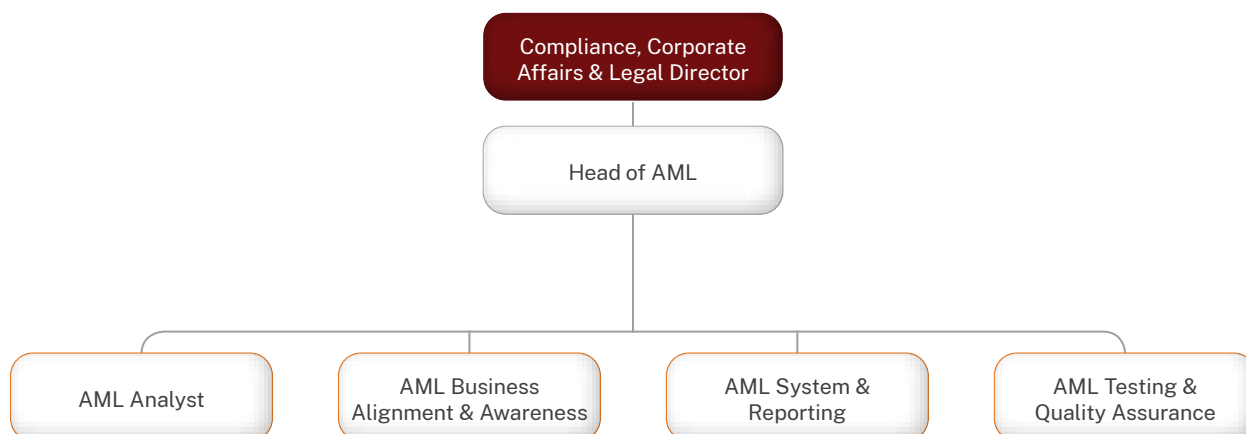 Compliance, Corporate
Affairs & Legal Director
Head of AML
AML Analyst
AML Business
Alignment & Awareness
AML System &
Reporting
AML Testing &
Quality Assurance